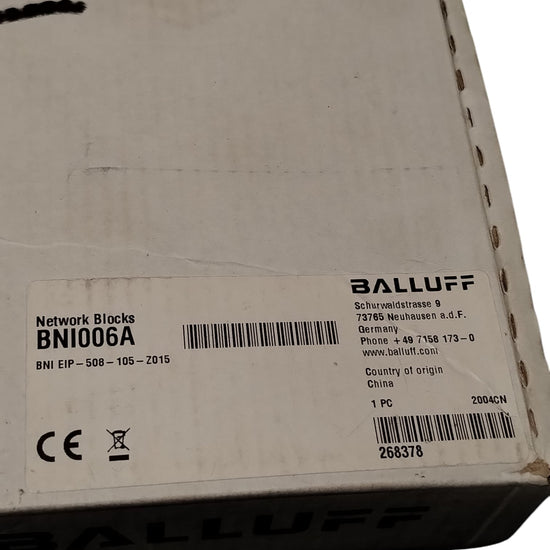 BALLUFF
Schurwaldstrasse 9
73765 Neuhausen a.d.F.
Germany
Phone +49 7158 173-0
www.balluff.com
Country of origin
China
1 PC 2004CN
268378
Network Blocks
BNI006A
BNI EIP-508-105-Z015
CE
BALLUFF